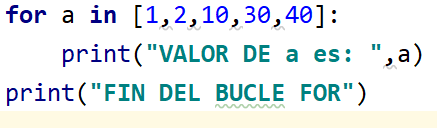 for a in [1,2,10,30,40]:
    print("VALOR DE a es: ",a)
print("FIN DEL BUCLE FOR")